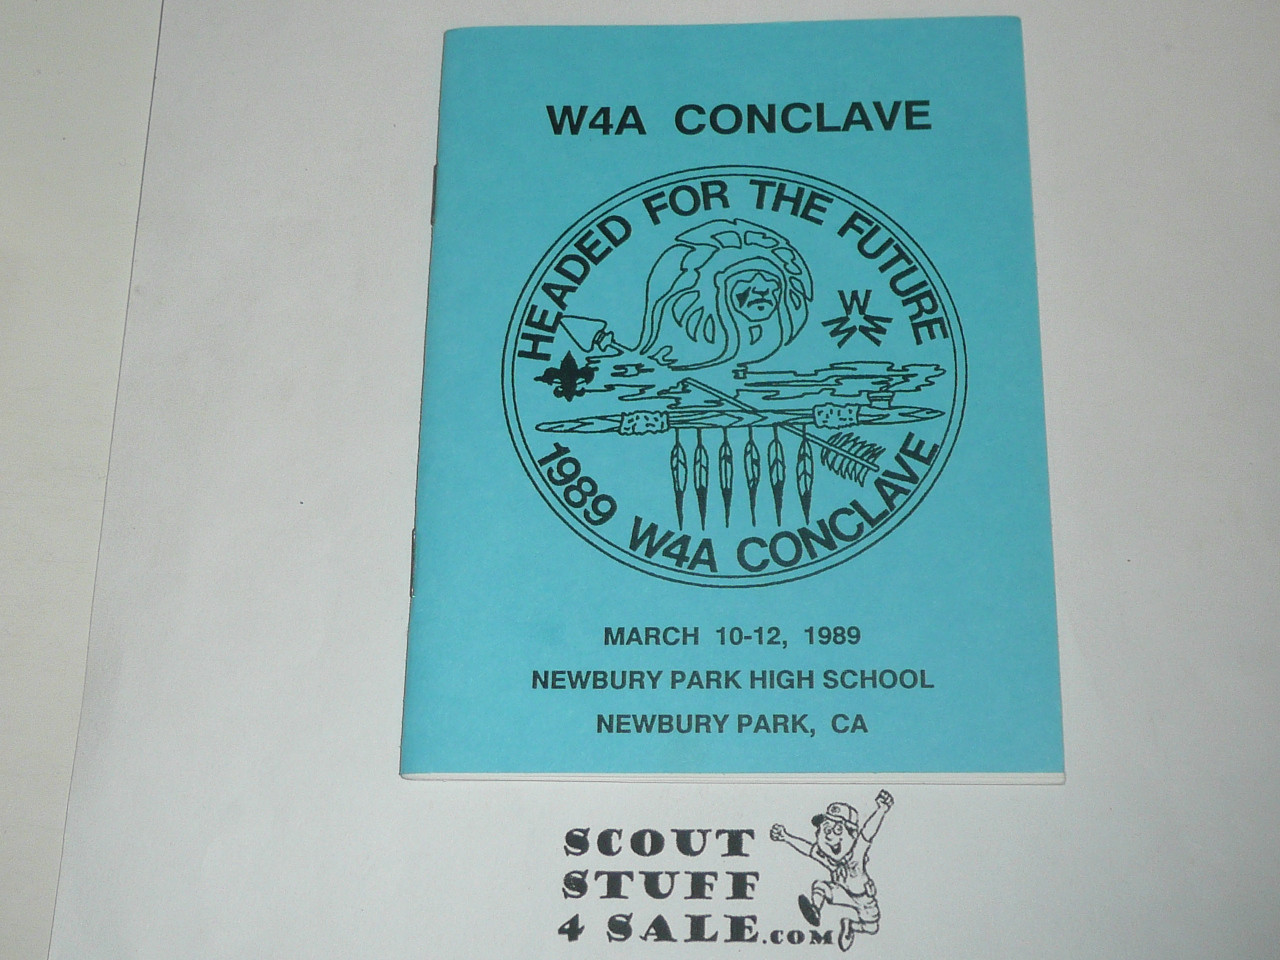 W4A CONCLAVE
HEADED FOR THE FUTURE
W
W W
1989 W4A CONCLAVE
MARCH 10-12, 1989
NEWBURY PARK HIGH SCHOOL
NEWBURY PARK, CA
SCOUT
STUFF
4 SALE.COM